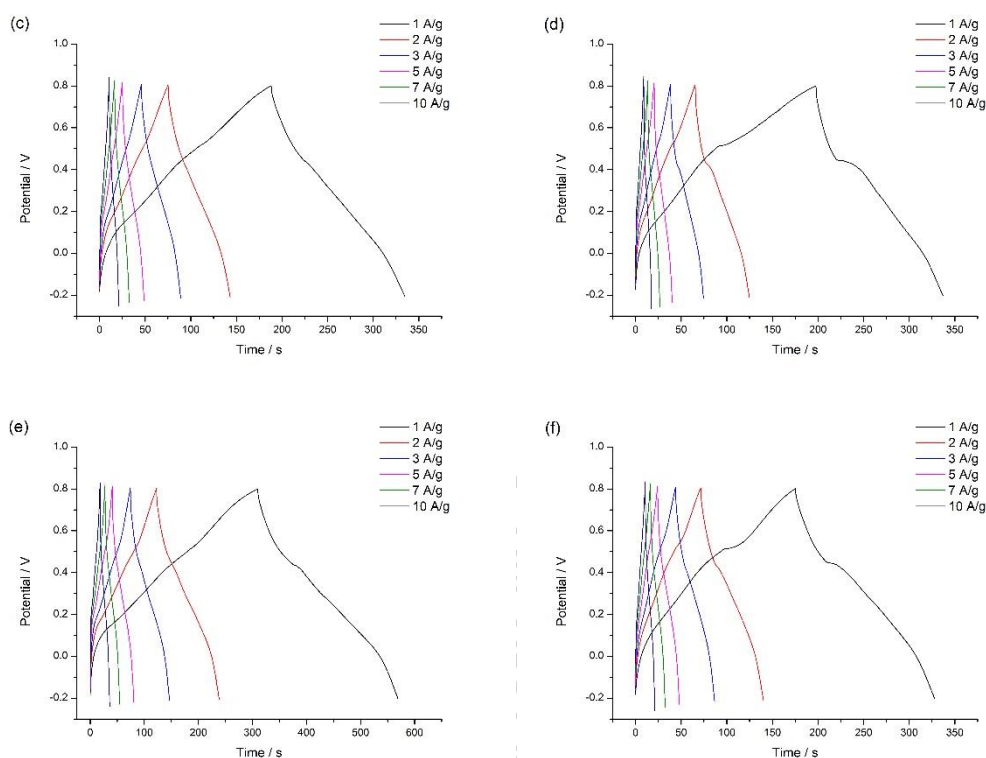 (c)
1 A/g
2 A/g
3 A/g
5 A/g
7 A/g
10 A/g
1.0
0.8
0.6
0.4
0.2
0.0
-0.2
Potential / V
0 50 100 150 200 250 300 350
Time / s
(d)
1 A/g
2 A/g
3 A/g
5 A/g
7 A/g
10 A/g
1.0
0.8
0.6
0.4
0.2
0.0
-0.2
Potential / V
0 50 100 150 200 250 300 350
Time / s
(e)
1 A/g
2 A/g
3 A/g
5 A/g
7 A/g
10 A/g
1.0
0.8
0.6
0.4
0.2
0.0
-0.2
Potential / V
0 100 200 300 400 500 600
Time / s
(f)
1 A/g
2 A/g
3 A/g
5 A/g
7 A/g
10 A/g
1.0
0.8
0.6
0.4
0.2
0.0
-0.2
Potential / V
0 50 100 150 200 250 300 350
Time / s